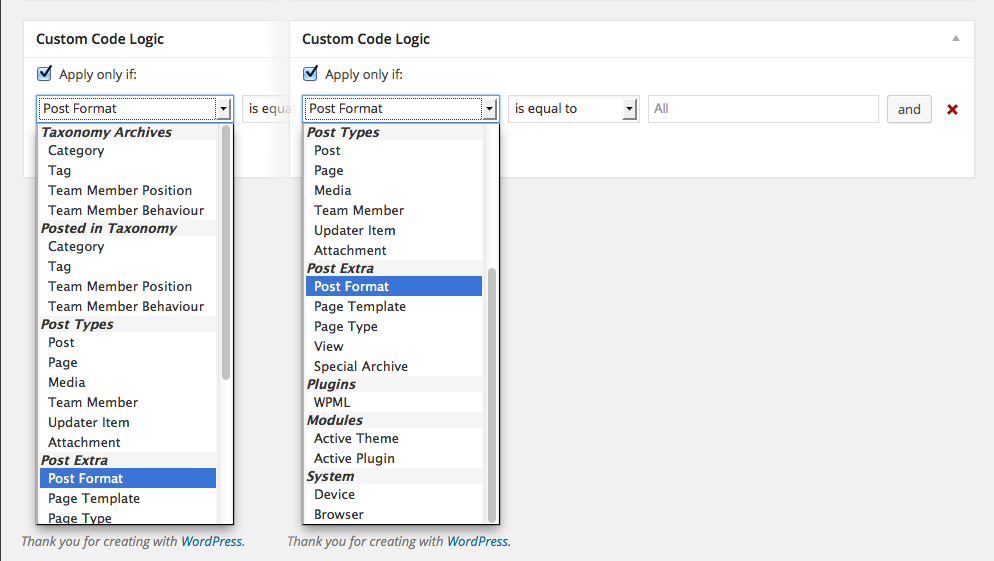 Custom Code Logic
Apply only if:
Post Format
is equa
Taxonomy Archives
Category
Tag
Team Member Position
Team Member Behaviour
Posted in Taxonomy
Category
Tag
Team Member Position
Team Member Behaviour
Post Types
Post
Page
Media
Team Member
Updater Item
Attachment
Post Extra
Post Format
Page Template
Page Type
Thank you for creating with WordPress.
Custom Code Logic
Apply only if:
Post Format
is equal to
All
and
Post Types
Post
Page
Media
Team Member
Updater Item
Attachment
Post Extra
Post Format
Page Template
Page Type
View
Special Archive
Plugins
WPML
Modules
Active Theme
Active Plugin
System
Device
Browser
Thank you for creating with WordPress.